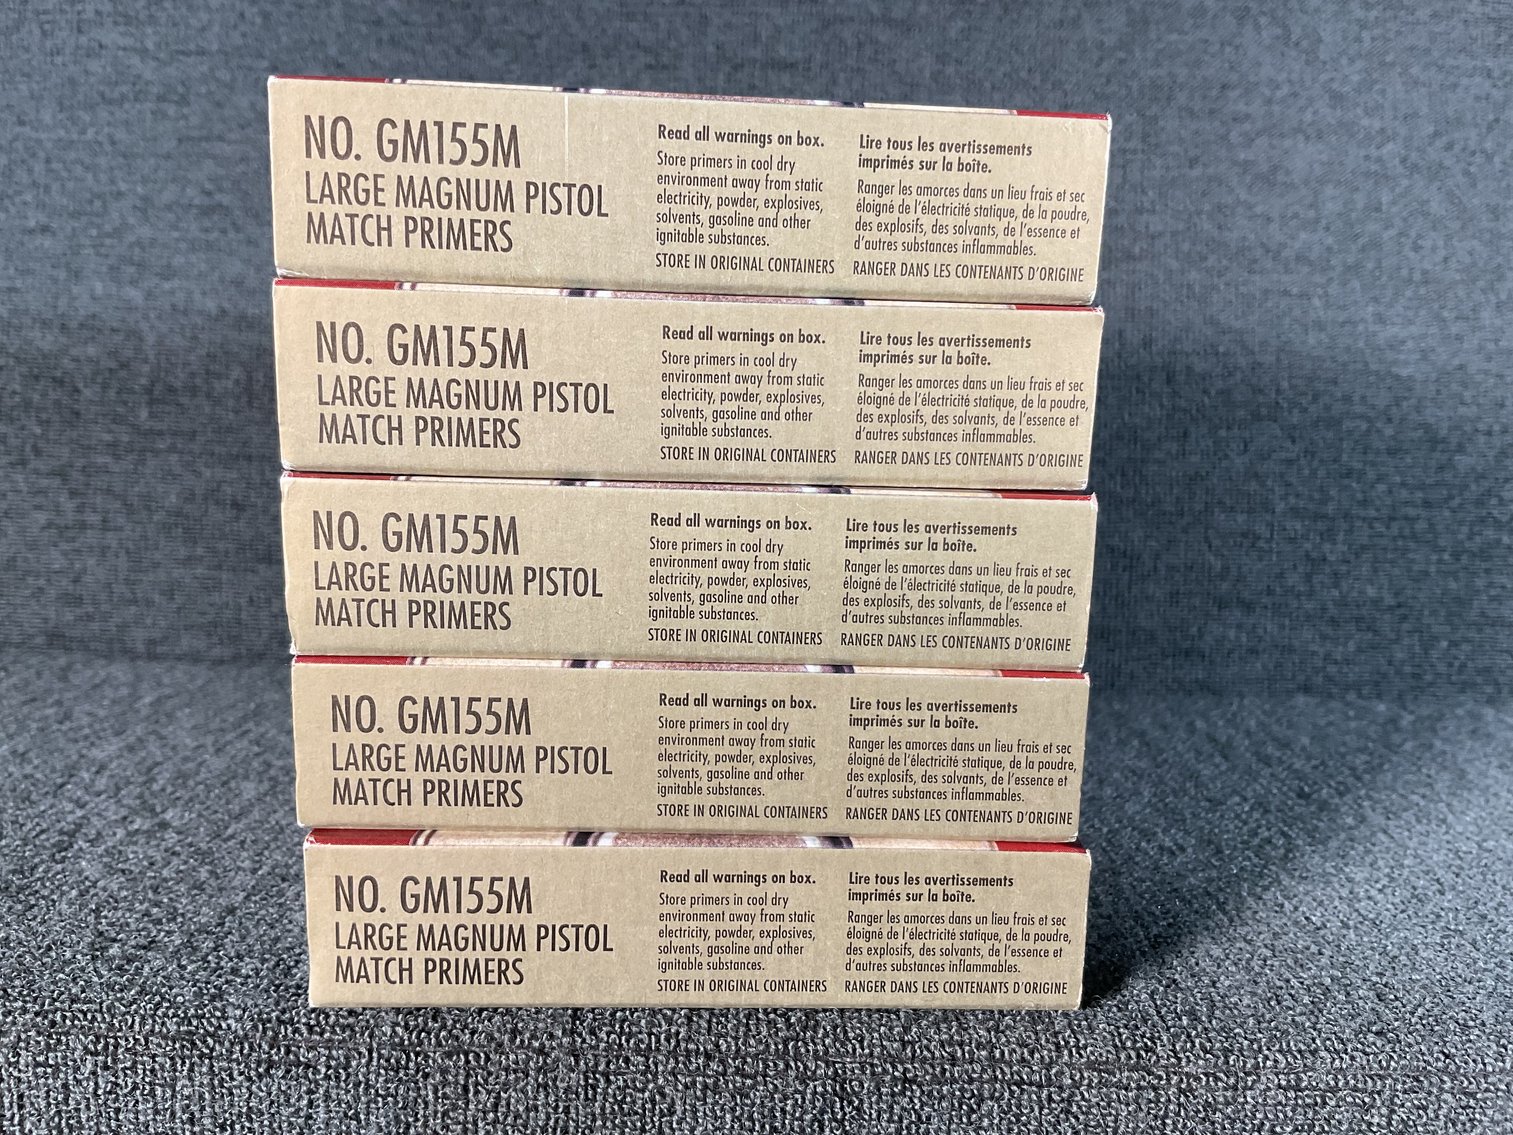 NO. GM155M
LARGE MAGNUM PISTOL
MATCH PRIMERS
Read all warnings on box.
Store primers in cool dry
environment away from static
electricity, powder, explosives,
solvents, gasoline and other
ignitable substances.
STORE IN ORIGINAL CONTAINERS
Lire tous les avertissements
imprimés sur la boîte.
Ranger les amorces dans un lieu frais et sec
éloigné de l'électricité statique, de la poudre,
des explosifs, des solvants, de l'essence et
d'autres substances inflammables.
RANGER DANS LES CONTENANTS D'ORIGINE
NO. GM155M
LARGE MAGNUM PISTOL
MATCH PRIMERS
Read all warnings on box.
Store primers in cool dry
environment away from static
electricity, powder, explosives,
solvents, gasoline and other
ignitable substances.
STORE IN ORIGINAL CONTAINERS
Lire tous les avertissements
imprimés sur la boîte.
Ranger les amorces dans un lieu frais et sec
éloigné de l'électricité statique, de la poudre,
des explosifs, des solvants, de l'essence et
d'autres substances inflammables.
RANGER DANS LES CONTENANTS D'ORIGINE
NO. GM155M
LARGE MAGNUM PISTOL
MATCH PRIMERS
Read all warnings on box.
Store primers in cool dry
environment away from static
electricity, powder, explosives,
solvents, gasoline and other
ignitable substances.
STORE IN ORIGINAL CONTAINERS
Lire tous les avertissements
imprimés sur la boîte.
Ranger les amorces dans un lieu frais et sec
éloigné de l'électricité statique, de la poudre,
des explosifs, des solvants, de l'essence et
d'autres substances inflammables.
RANGER DANS LES CONTENANTS D'ORIGINE
NO. GM155M
LARGE MAGNUM PISTOL
MATCH PRIMERS
Read all warnings on box.
Store primers in cool dry
environment away from static
electricity, powder, explosives,
solvents, gasoline and other
ignitable substances.
STORE IN ORIGINAL CONTAINERS
Lire tous les avertissements
imprimés sur la boîte.
Ranger les amorces dans un lieu frais et sec
éloigné de l'électricité statique, de la poudre,
des explosifs, des solvants, de l'essence et
d'autres substances inflammables.
RANGER DANS LES CONTENANTS D'ORIGINE
NO. GM155M
LARGE MAGNUM PISTOL
MATCH PRIMERS
Read all warnings on box.
Store primers in cool dry
environment away from static
electricity, powder, explosives,
solvents, gasoline and other
ignitable substances.
STORE IN ORIGINAL CONTAINERS
Lire tous les avertissements
imprimés sur la boîte.
Ranger les amorces dans un lieu frais et sec
éloigné de l'électricité statique, de la poudre,
des explosifs, des solvants, de l'essence et
d'autres substances inflammables.
RANGER DANS LES CONTENANTS D'ORIGINE